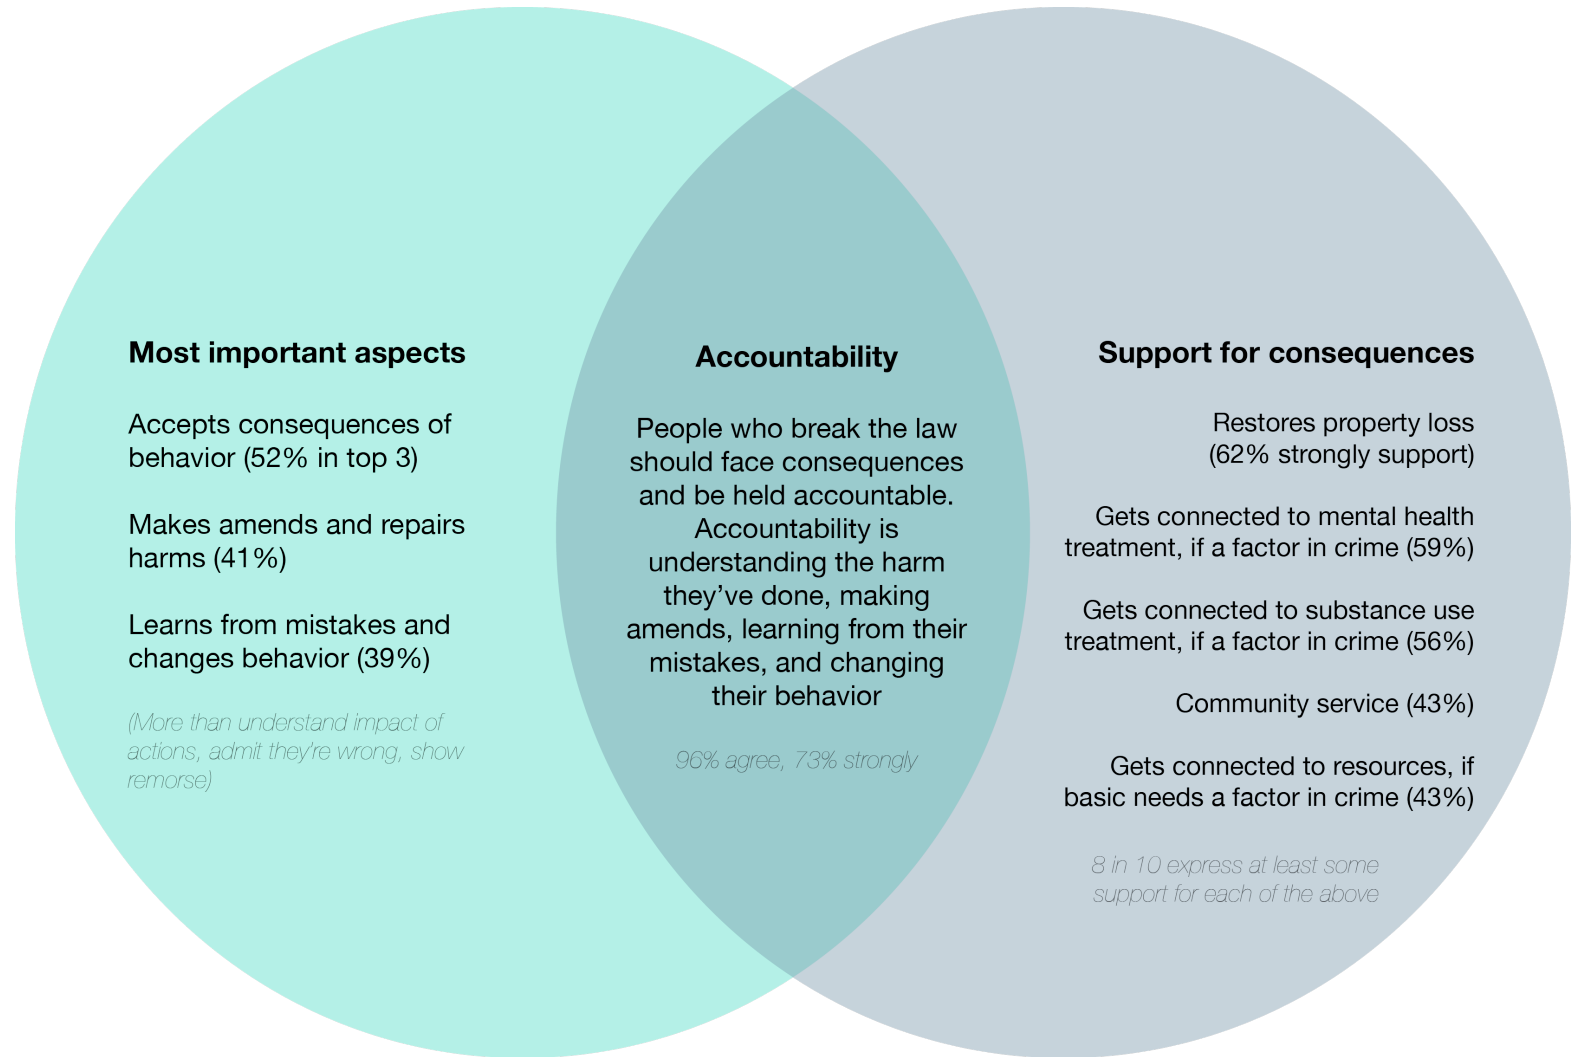 Most important aspects
Accepts consequences of
behavior (52% in top 3)
Makes amends and repairs
harms (41%)
Learns from mistakes and
changes behavior (39%)
(More than understand impact of
actions, admit they're wrong, show
remorse)
Accountability
People who break the law
should face consequences
and be held accountable.
Accountability is
understanding the harm
they’ve done, making
amends, learning from their
mistakes, and changing
their behavior
96% agree, 73% strongly
Support for consequences
Restores property loss
(62% strongly support)
Gets connected to mental health
treatment, if a factor in crime (59%)
Gets connected to substance use
treatment, if a factor in crime (56%)
Community service (43%)
Gets connected to resources, if
basic needs a factor in crime (43%)
8 in 10 express at least some
support for each of the above